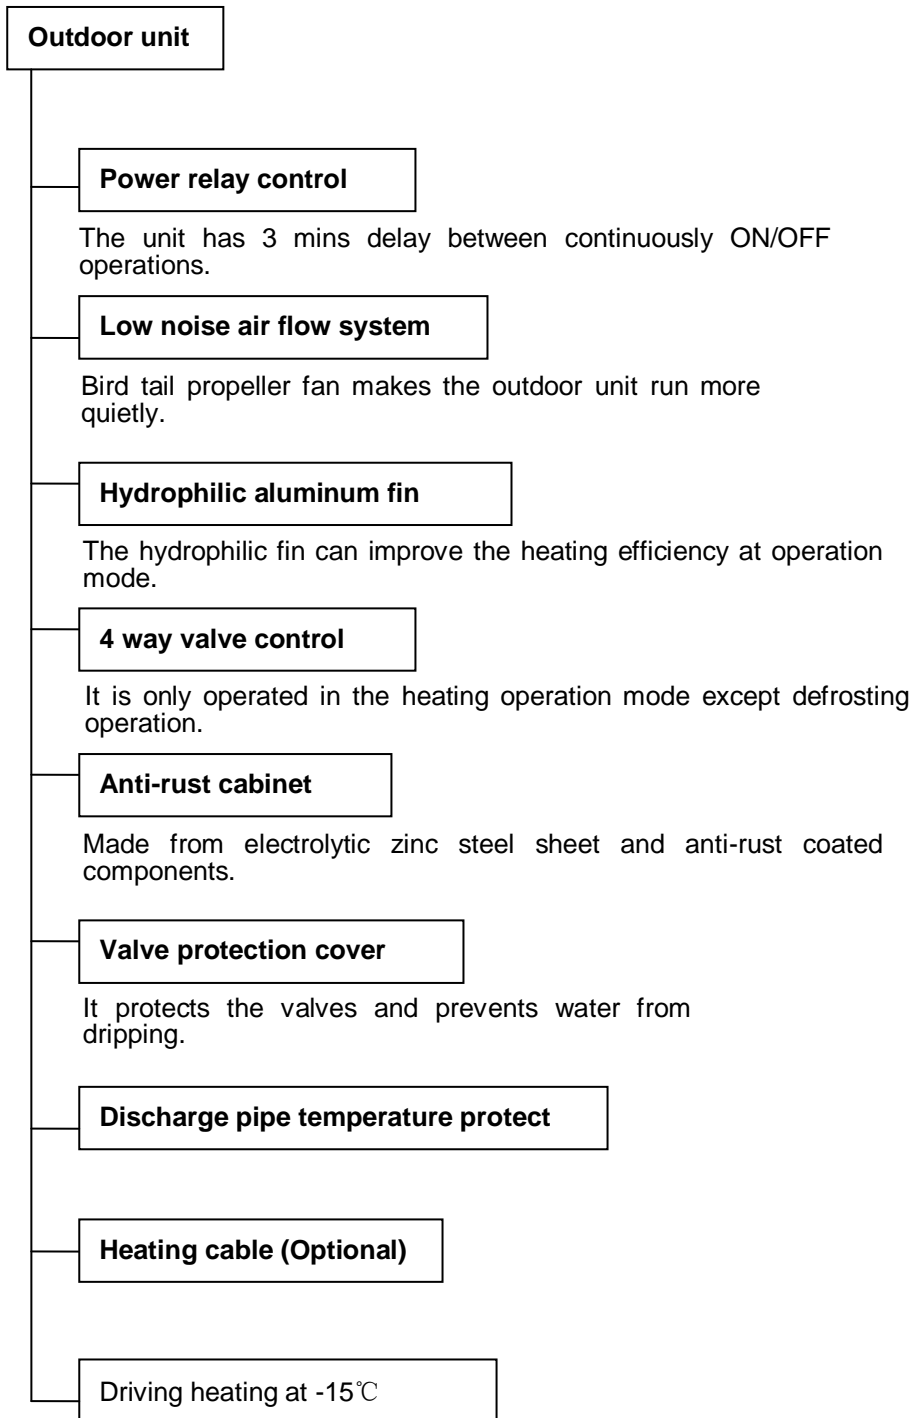 Outdoor unit
Power relay control
The unit has 3 mins delay between continuously ON/OFF
operations.
Low noise air flow system
Bird tail propeller fan makes the outdoor unit run more
quietly.
Hydrophilic aluminum fin
The hydrophilic fin can improve the heating efficiency at operation
mode.
4 way valve control
It is only operated in the heating operation mode except defrosting
operation.
Anti-rust cabinet
Made from electrolytic zinc steel sheet and anti-rust coated
components.
Valve protection cover
It protects the valves and prevents water from
dripping.
Discharge pipe temperature protect
Heating cable (Optional)
Driving heating at -15℃